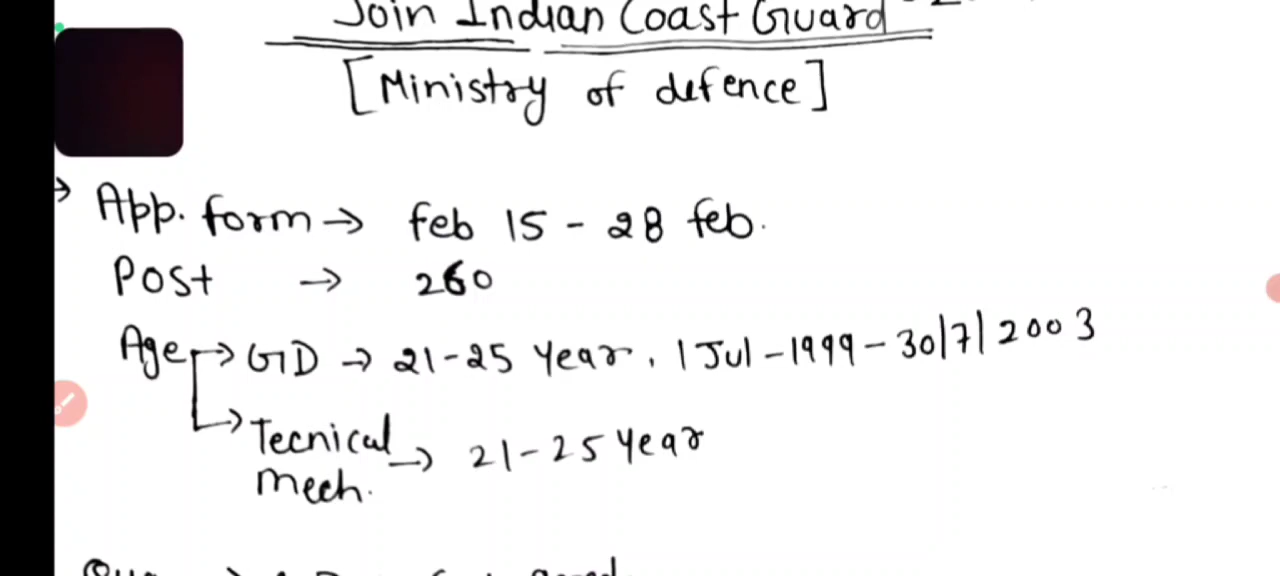 Join Indian Coast Guard
[Ministry of defence]
→ App. form → feb 15 - 28 feb.
Post → 260
Age → GD → 21-25 Year, 1 Jul - 1999 - 30/7/2003
→ Tecnical → 21-25 Year
Mech.